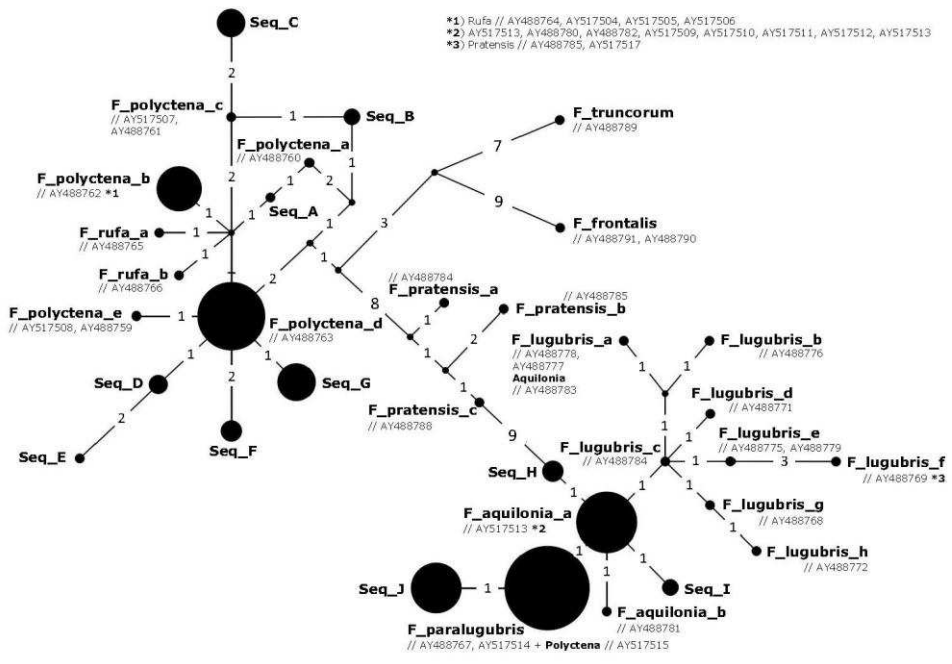 Seq_C
*1) Rufa // AY488764, AY517504, AY517505, AY517506
*2) AY517513, AY488780, AY488782, AY517509, AY517510, AY517511, AY517512, AY517513
*3) Pratensis // AY488785, AY517517
2
F_polyctena_c
// AY517507,
AY488761
1
Seq_B
F_truncorum
// AY488789
7
F_polyctena_a
// AY488760
F_polyctena_b
// AY488762 *1
2
1
2
1
1
1
Seq_A
9
F_frontalis
// AY488791, AY488790
F_rufa_a
// AY488765
1
1
3
F_rufa_b
// AY488766
1
1
2
1
8
// AY488784
F_pratensis_a
// AY488785
F_pratensis_b
F_polyctena_e
// AY517508, AY488759
1
F_polyctena_d
// AY488763
1
2
F_lugubris_a
// AY488778,
AY488777
Aquilonia
// AY488783
F_lugubris_b
// AY488776
1
1
1
Seq_D
1
2
1
Seq_G
1
1
F_pratensis_c
// AY488788
F_lugubris_d
// AY488771
1
1
2
Seq_E
Seq_F
9
F_lugubris_c
// AY488784
F_lugubris_e
// AY488775, AY488779
1
3
F_lugubris_f
// AY488769 *3
Seq_H
1
1
1
F_lugubris_g
// AY488768
F_aquilonia_a
// AY517513 *2
1
F_lugubris_h
// AY488772
1
1
1
Seq_I
Seq_J
1
F_aquilonia_b
// AY488781
F_paralugubris
// AY488767, AY517514 + Polyctena // AY517515